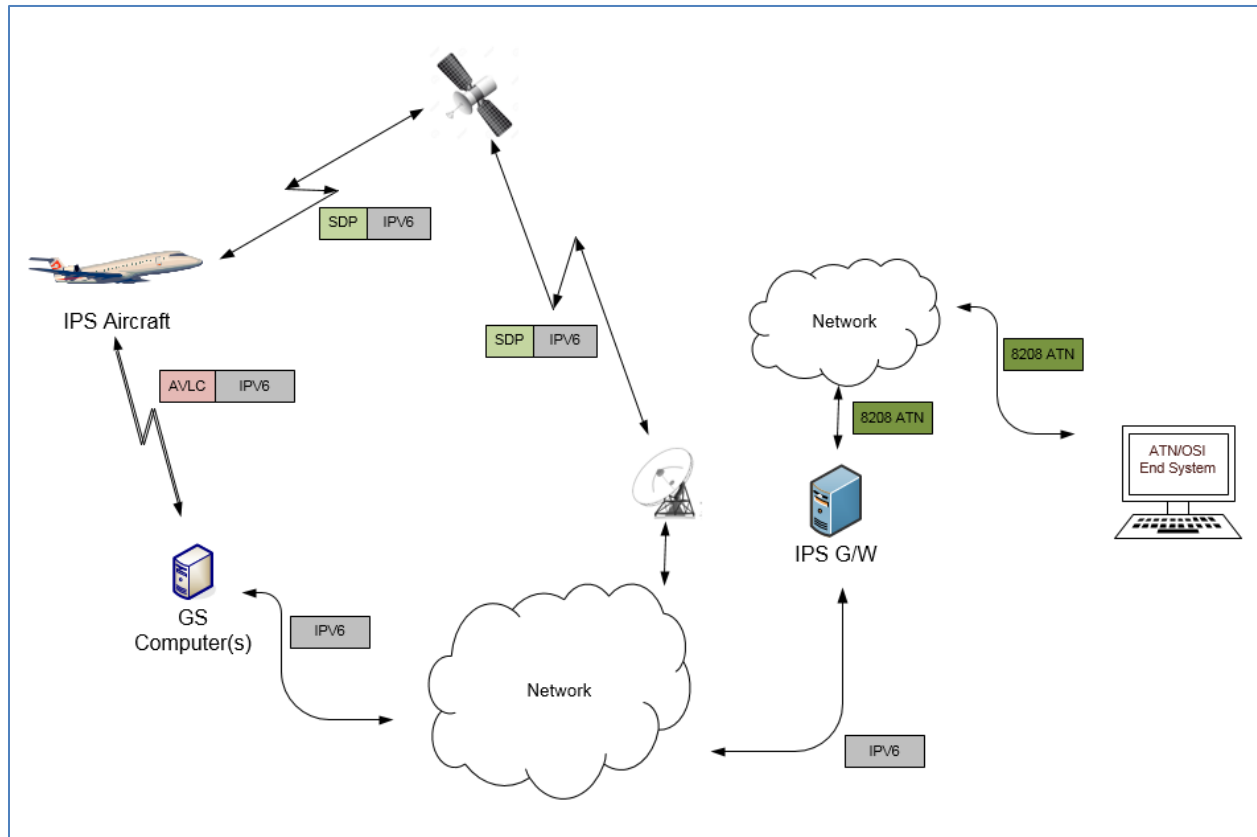 SDP IPV6
IPS Aircraft
SDP IPV6
Network
8208 ATN
AVLC IPV6
8208 ATN
ATN/OSI
End System
IPS G/W
GS
Computer(s)
IPV6
Network
IPV6